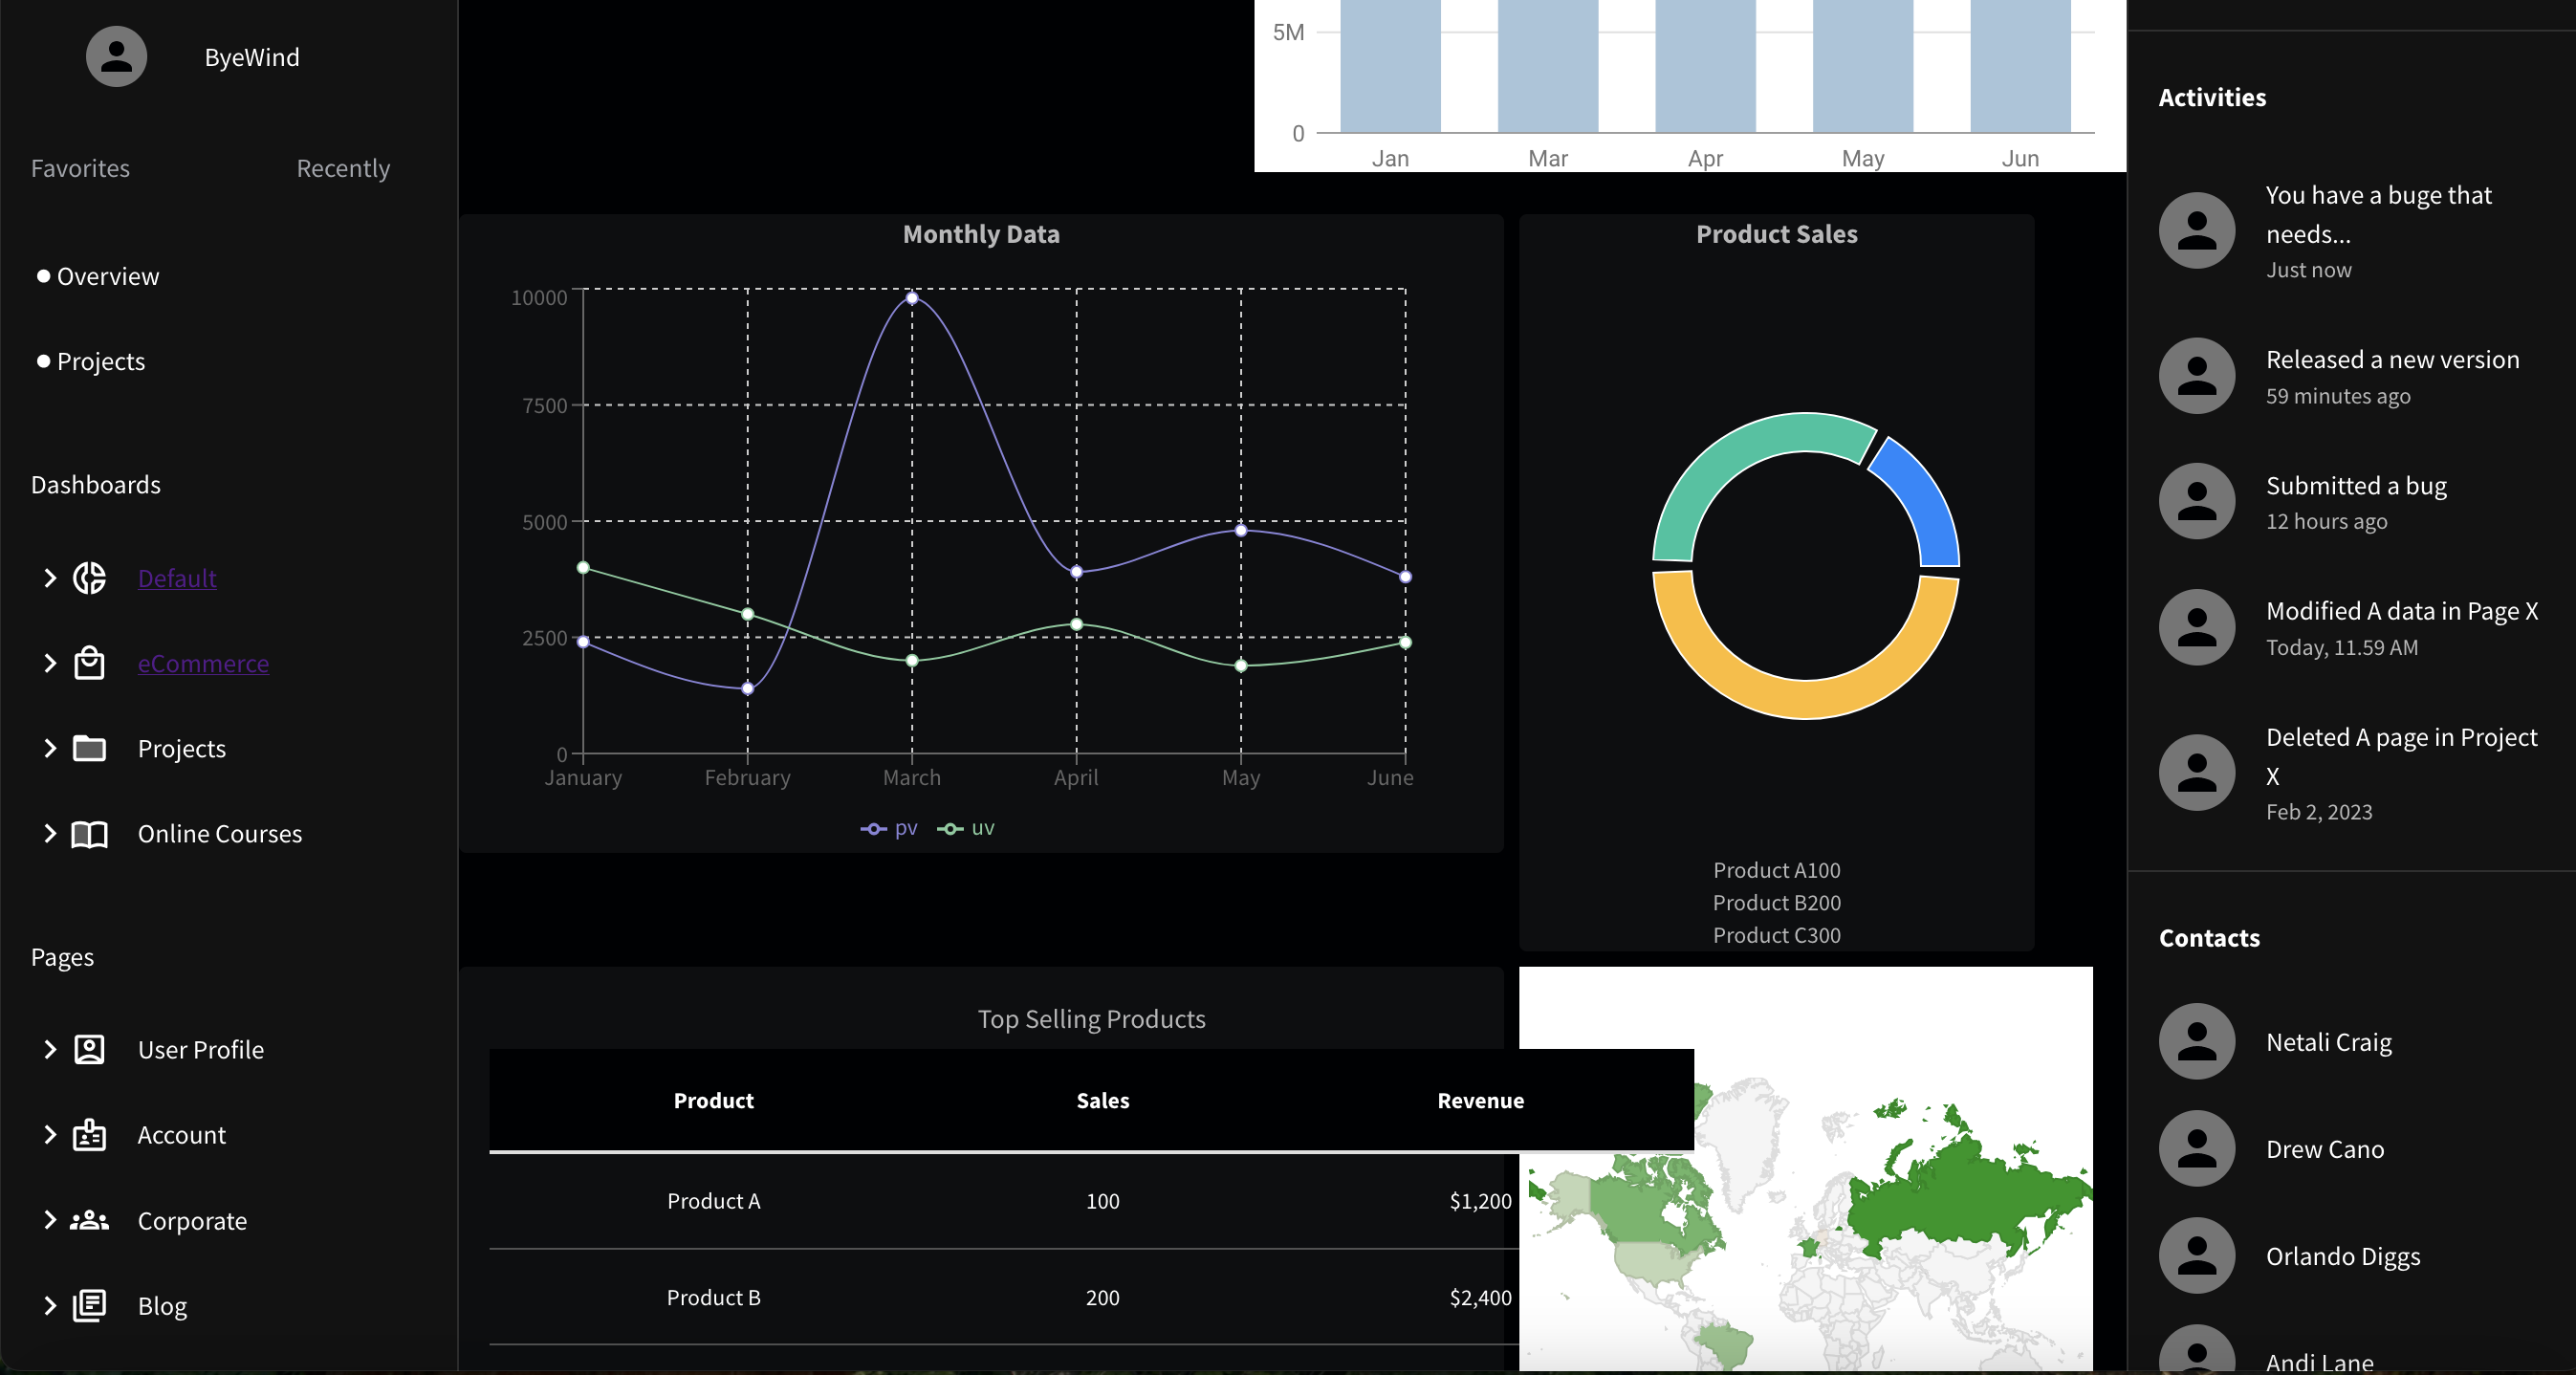 ByeWind
Favorites
Recently
Overview
Projects
Dashboards
Default
eCommerce
Projects
Online Courses
Pages
User Profile
Account
Corporate
Blog
5M
0
Jan Mar Apr May Jun
Monthly Data
10000
7500
5000
2500
0
January February March April May June
pv uv
Product Sales
Product A100
Product B200
Product C300
Top Selling Products
Product Sales Revenue
Product A 100 $1,200
Product B 200 $2,400
Activities
You have a buge that
needs...
Just now
Released a new version
59 minutes ago
Submitted a bug
12 hours ago
Modified A data in Page X
Today, 11.59 AM
Deleted A page in Project
X
Feb 2, 2023
Contacts
Netali Craig
Drew Cano
Orlando Diggs
Andi Lane